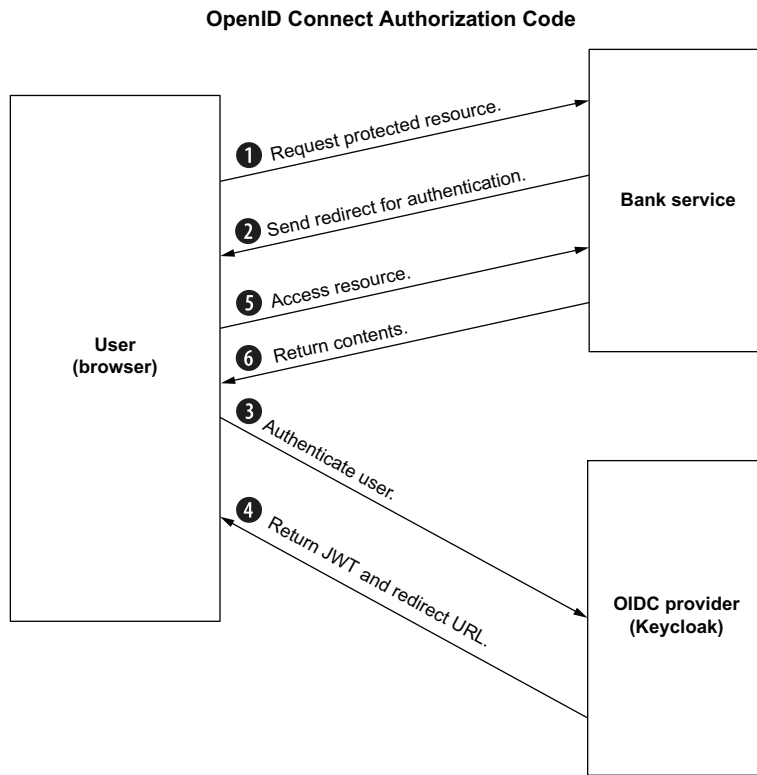 OpenID Connect Authorization Code
1 Request protected resource.
2 Send redirect for authentication.
Bank service
5 Access resource.
6 Return contents.
User
(browser)
3 Authenticate user.
4 Return JWT and redirect URL.
OIDC provider
(Keycloak)